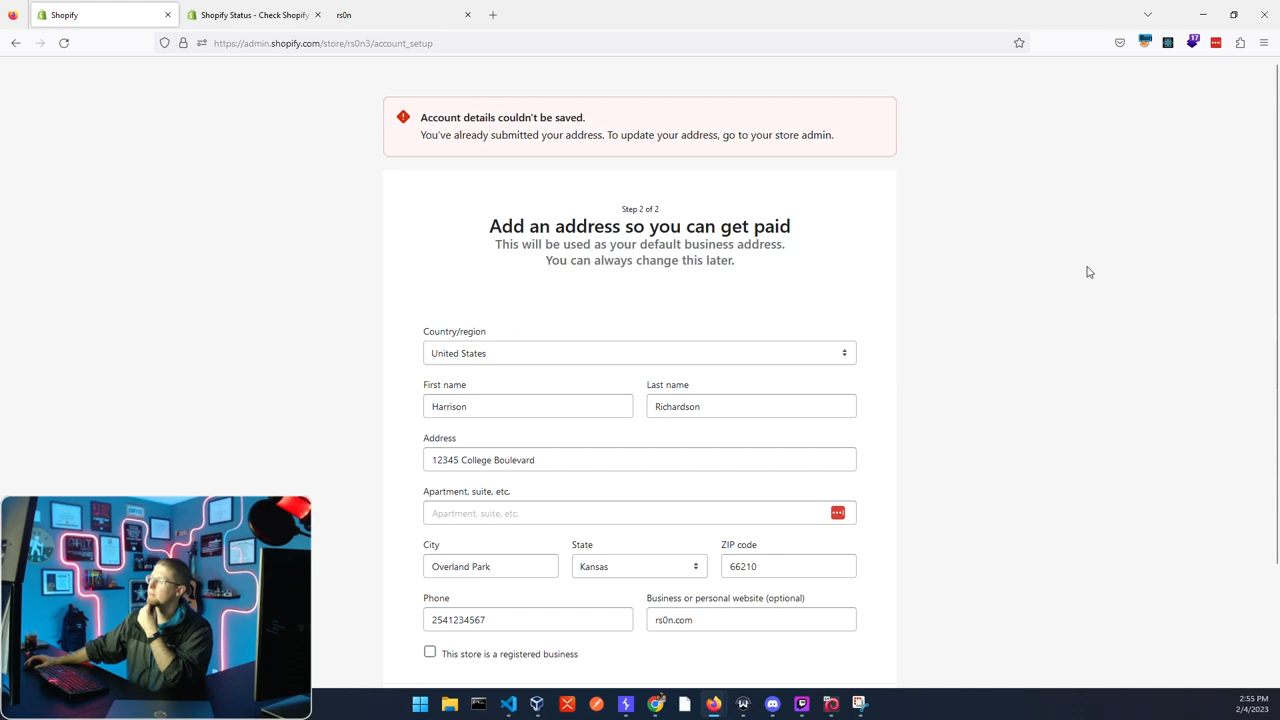 Shopify
Shopify Status - Check Shopify
rs0n
https://admin.shopify.com/store/rs0n3/account_setup
17
Account details couldn't be saved.
You've already submitted your address. To update your address, go to your store admin.
Step 2 of 2
Add an address so you can get paid
This will be used as your default business address.
You can always change this later.
Country/region
United States
First name
Last name
Harrison
Richardson
Address
12345 College Boulevard
Apartment, suite, etc.
Apartment, suite, etc.
City
State
ZIP code
Overland Park
Kansas
66210
Phone
Business or personal website (optional)
2541234567
rs0n.com
This store is a registered business
2:55 PM
2/4/2023